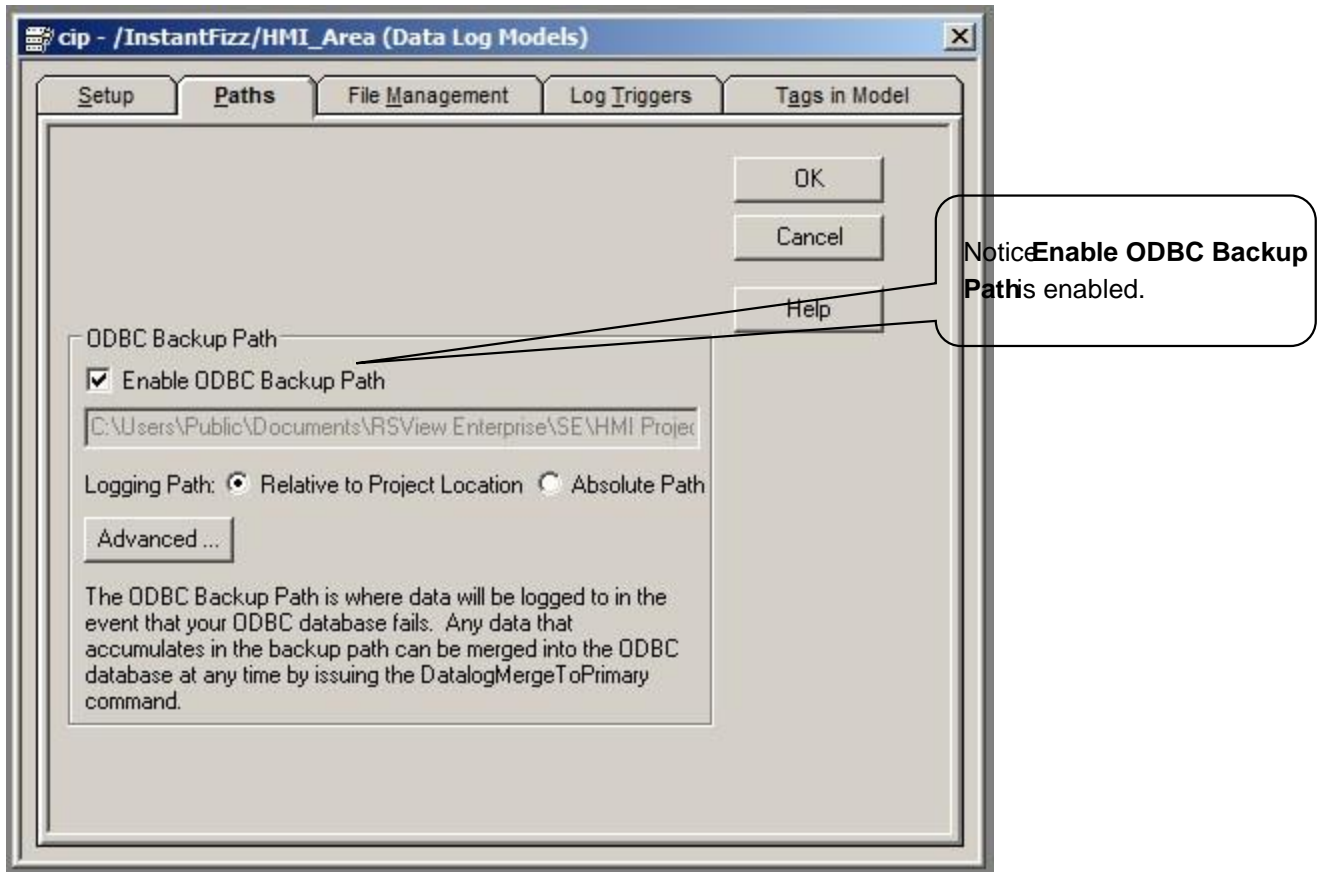 cip - /InstantFizz/HMI_Area (Data Log Models)
Setup Paths File Management Log Triggers Tags in Model
OK
Cancel
Help
Notice Enable ODBC Backup
Path is enabled.
ODBC Backup Path
Enable ODBC Backup Path
C:\Users\Public\Documents\RSView Enterprise\SE\HMI Projec
Logging Path: Relative to Project Location Absolute Path
Advanced ...
The ODBC Backup Path is where data will be logged to in the
event that your ODBC database fails. Any data that
accumulates in the backup path can be merged into the ODBC
database at any time by issuing the DatalogMergeToPrimary
command.